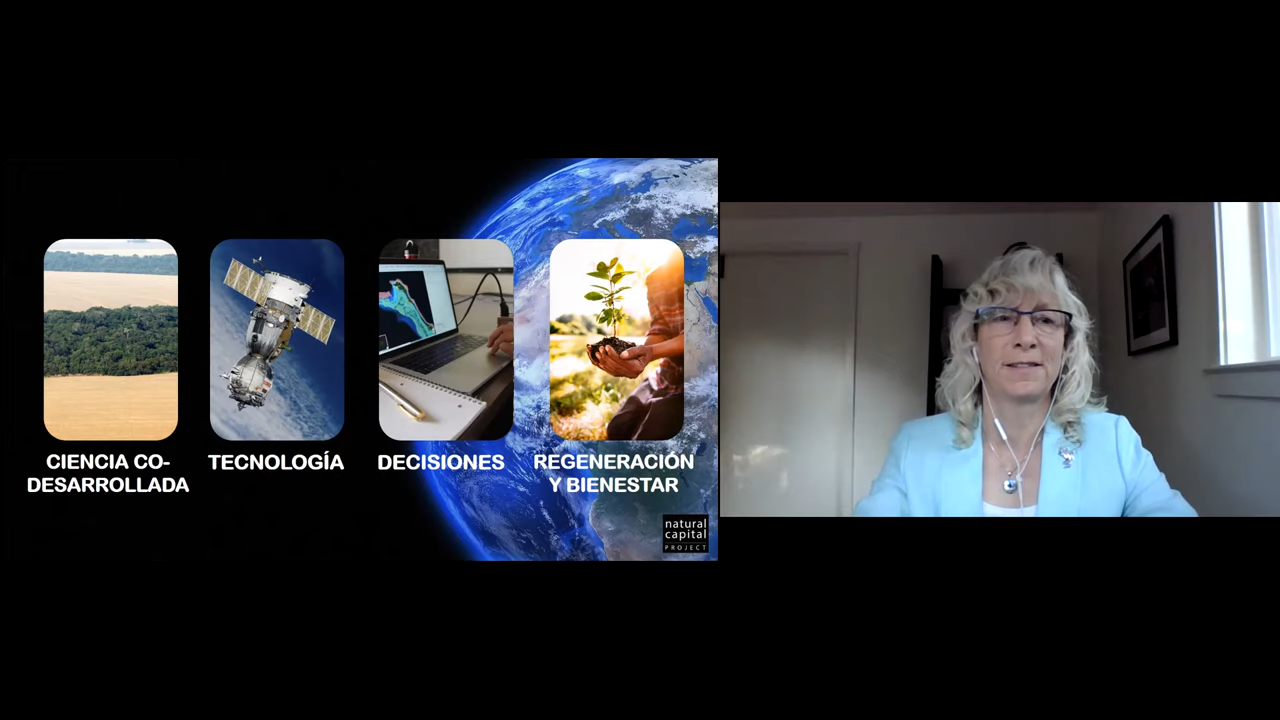 CIENCIA CO-
DESARROLLADA
TECNOLOGÍA
DECISIONES
REGENERACIÓN
Y BIENESTAR
natural
capital
PROJECT